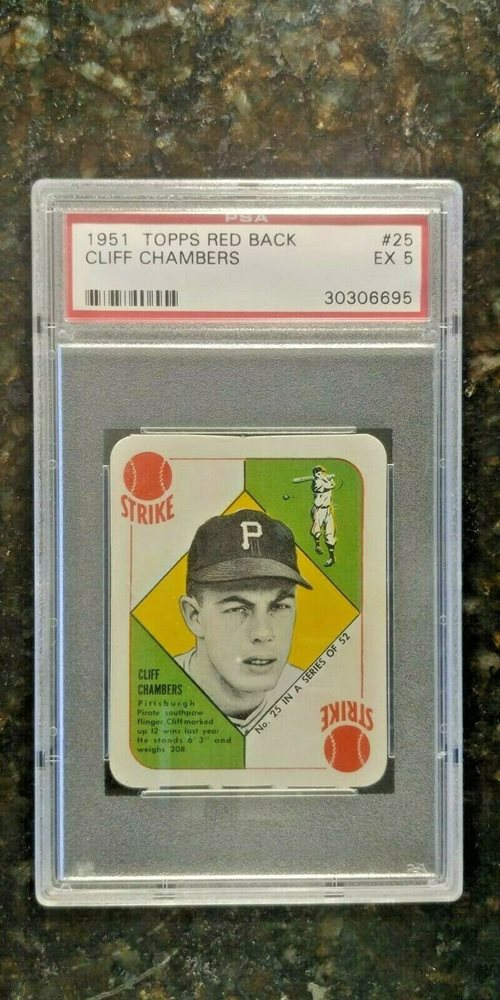 PSA
1951 TOPPS RED BACK #25
CLIFF CHAMBERS EX 5
30306695
STRIKE
P
CLIFF
CHAMBERS
Pittsburgh
Pirate southpaw
flinger. Cliff marked
up 12 wins last year.
He stands 6' 3" and
weighs 208
No. 25 IN A SERIES OF 52
STRIKE